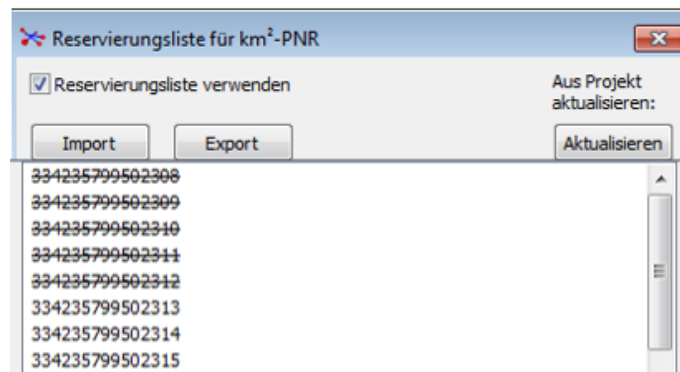 Reservierungsliste für km²-PNR
Reservierungsliste verwenden
Aus Projekt
aktualisieren:
Import
Export
Aktualisieren
334235799502308
334235799502309
334235799502310
334235799502311
334235799502312
334235799502313
334235799502314
334235799502315